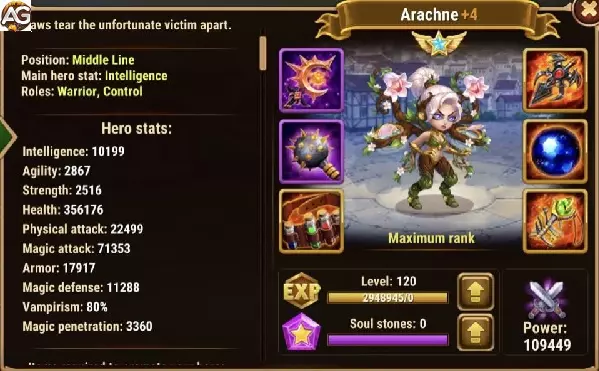 AG
Arachne +4
aws tear the unfortunate victim apart.
Position: Middle Line
Main hero stat: Intelligence
Roles: Warrior, Control
Hero stats:
Intelligence: 10199
Agility: 2867
Strength: 2516
Health: 356176
Physical attack: 22499
Magic attack: 71353
Armor: 17917
Magic defense: 11288
Vampirism: 80%
Magic penetration: 3360
Maximum rank
EXP
Level: 120
2948945/0
Soul stones: 0
Power:
109449